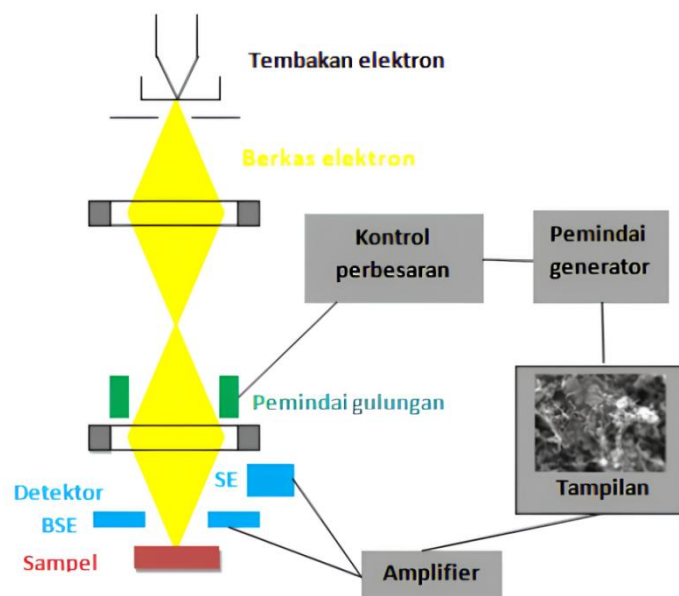 Tembakan elektron
Berkas elektron
Kontrol
perbesaran
Pemindai
generator
Pemindai gulungan
SE
Detektor
BSE
Tampilan
Sampel
Amplifier